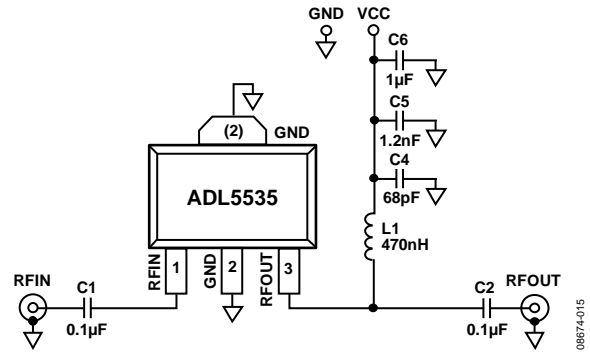 GND VCC
C6
1µF
C5
1.2nF
C4
68pF
L1
470nH
(2) GND
ADL5535
RFIN 1 GND 2 RFOUT 3
RFIN
C1
0.1µF
C2
0.1µF
RFOUT
08674-015